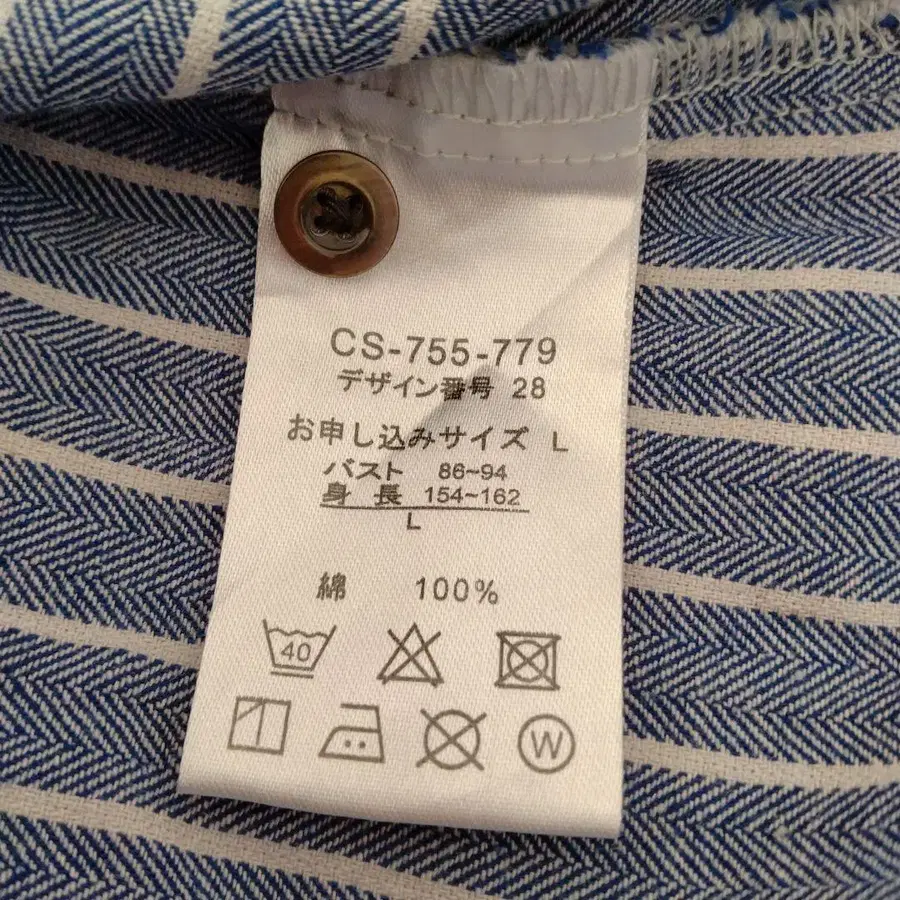 CS-755-779
デザイン番号 28
お申し込みサイズ L
バスト 86~94
身長 154~162
L
綿 100%
40
W